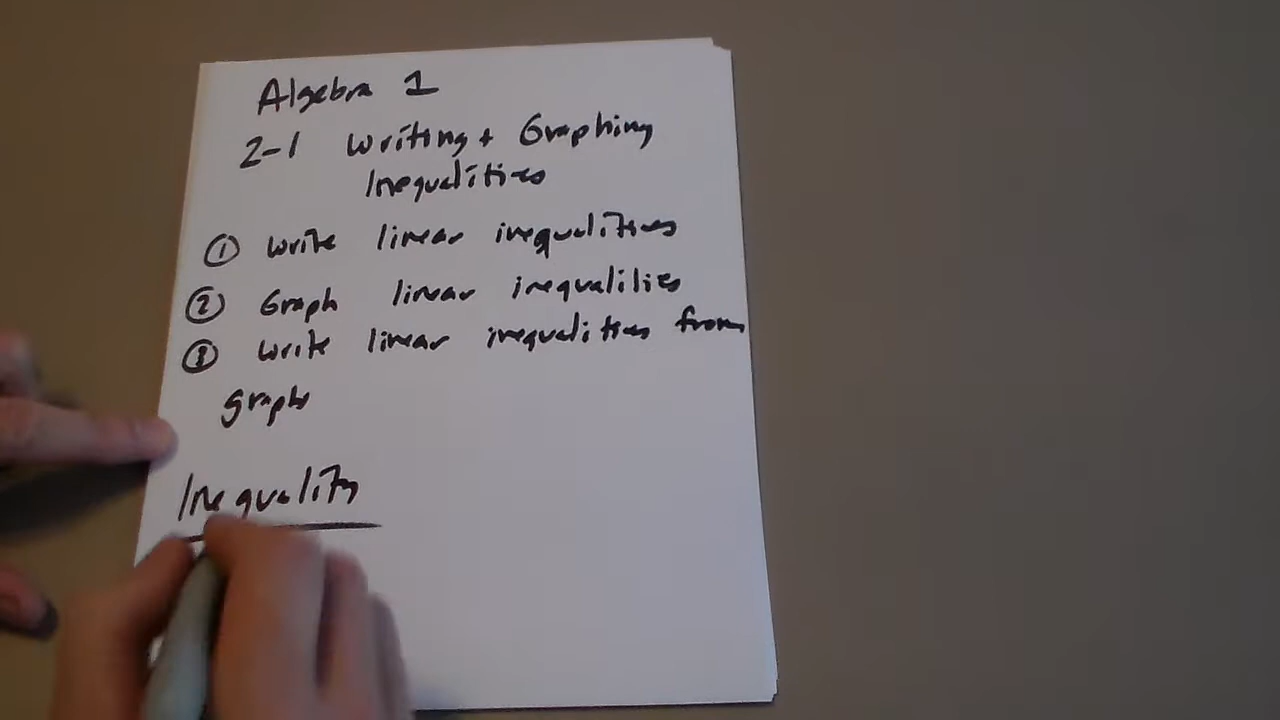 Algebra 1
2-1 Writing + Graphing
Inequalities
① Write linear inequalities
② Graph linear inequalities
③ Write linear inequalities from
graphs
Inequality